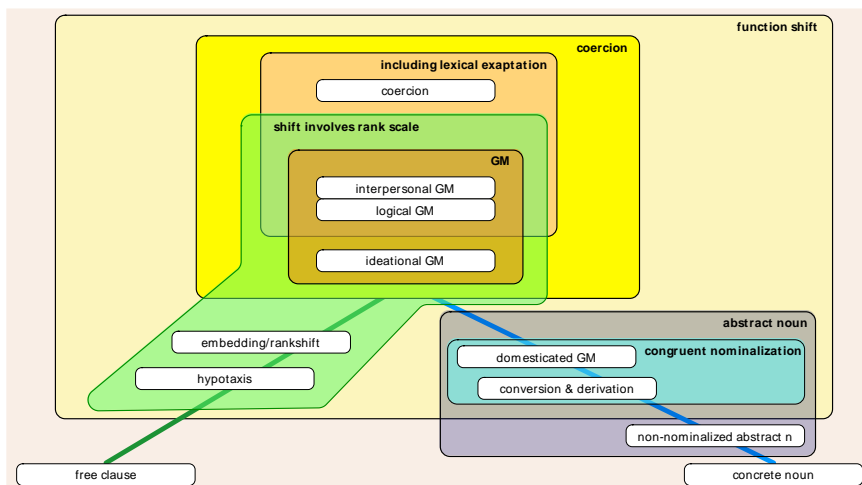 function shift
coercion
including lexical exaptation
coercion
shift involves rank scale
GM
interpersonal GM
logical GM
ideational GM
abstract noun
embedding/rankshift
congruent nominalization
domesticated GM
hypotaxis
conversion & derivation
non-nominalized abstract n
free clause
concrete noun